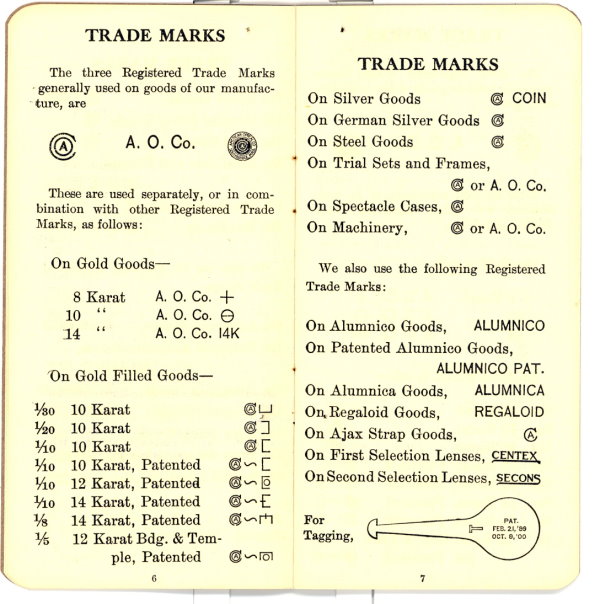 TRADE MARKS
The three Registered Trade Marks
generally used on goods of our manufac-
ture, are
A. O. Co.
These are used separately, or in com-
bination with other Registered Trade
Marks, as follows:
On Gold Goods—
8 Karat A. O. Co. +
10 “ A. O. Co. ⊖
14 “ A. O. Co. 14K
On Gold Filled Goods—
1/30 10 Karat
1/20 10 Karat
1/10 10 Karat
1/10 10 Karat, Patented
1/10 12 Karat, Patented
1/10 14 Karat, Patented
1/8 14 Karat, Patented
1/5 12 Karat Bdg. & Tem-
ple, Patented
6
TRADE MARKS
On Silver Goods COIN
On German Silver Goods
On Steel Goods
On Trial Sets and Frames,
or A. O. Co.
On Spectacle Cases,
On Machinery, or A. O. Co.
We also use the following Registered
Trade Marks:
On Alumnico Goods, ALUMNICO
On Patented Alumnico Goods,
ALUMNICO PAT.
On Alumnica Goods, ALUMNICA
On Regaloid Goods, REGALOID
On Ajax Strap Goods, A
On First Selection Lenses, CENTEX
On Second Selection Lenses, SECONS
For
Tagging,
PAT.
FEB. 21, '89
OCT. 8, '00
7